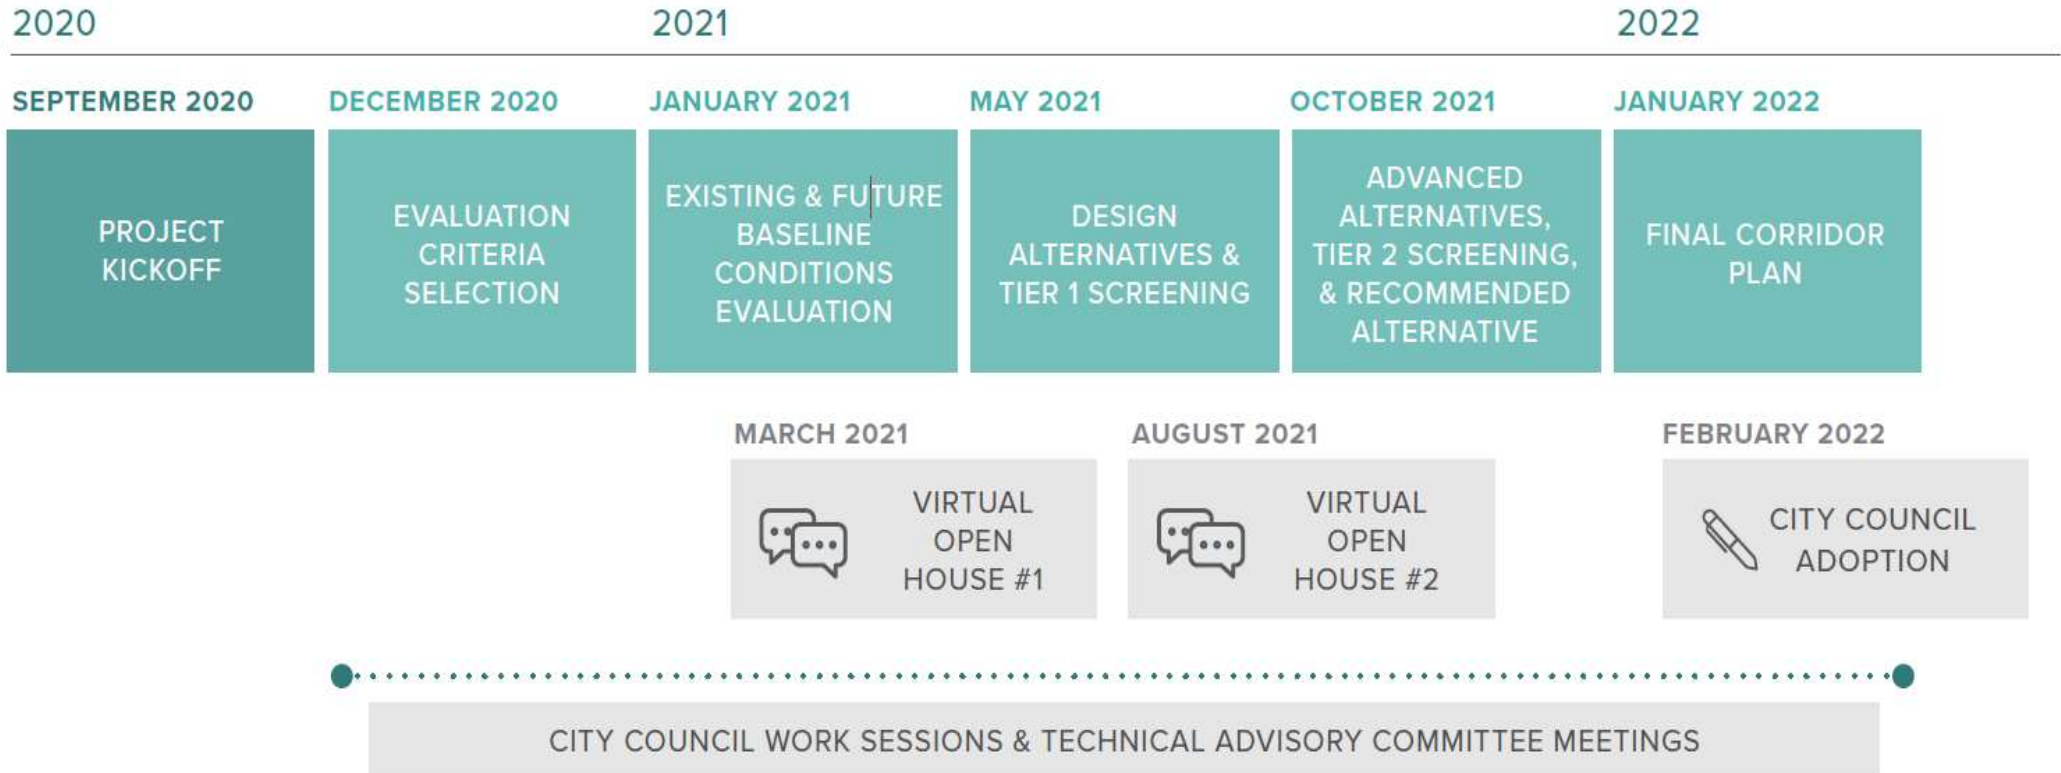 2020
2021
2022
SEPTEMBER 2020
DECEMBER 2020
JANUARY 2021
MAY 2021
OCTOBER 2021
JANUARY 2022
PROJECT
KICKOFF
EVALUATION
CRITERIA
SELECTION
EXISTING & FUTURE
BASELINE
CONDITIONS
EVALUATION
DESIGN
ALTERNATIVES &
TIER 1 SCREENING
ADVANCED
ALTERNATIVES,
TIER 2 SCREENING,
& RECOMMENDED
ALTERNATIVE
FINAL CORRIDOR
PLAN
MARCH 2021
AUGUST 2021
FEBRUARY 2022
VIRTUAL
OPEN
HOUSE #1
VIRTUAL
OPEN
HOUSE #2
CITY COUNCIL
ADOPTION
CITY COUNCIL WORK SESSIONS & TECHNICAL ADVISORY COMMITTEE MEETINGS